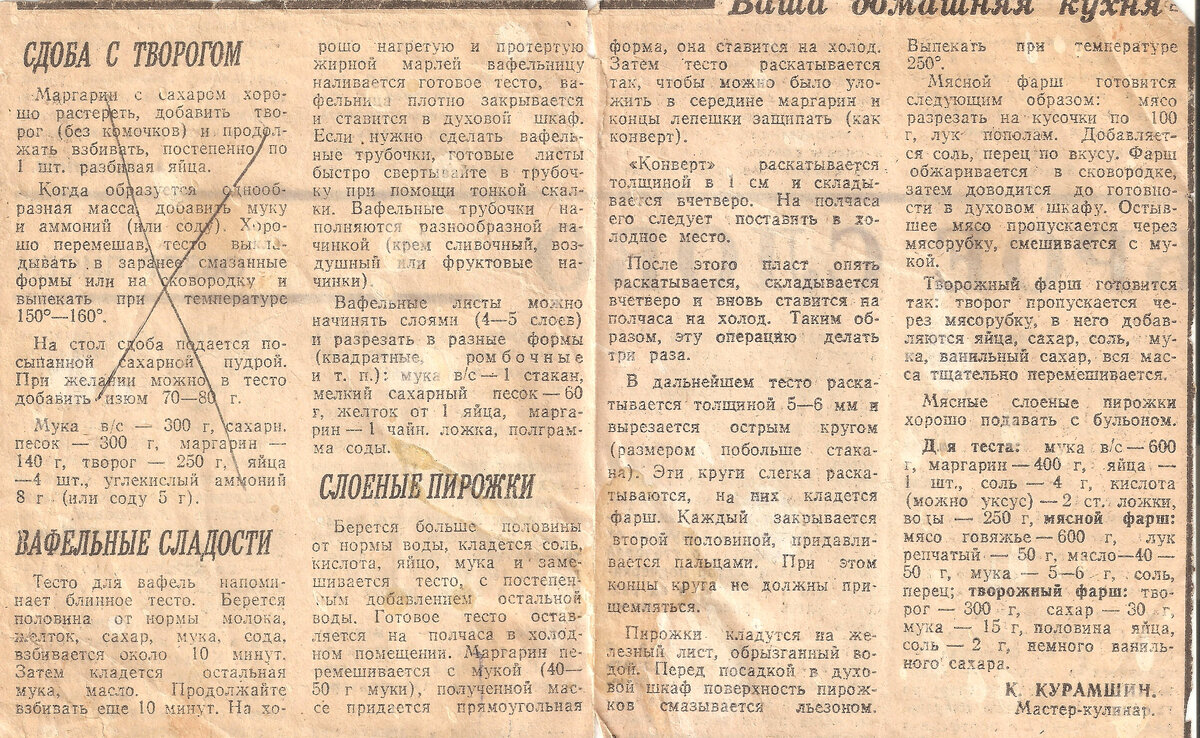 Ваша домашняя кухня
СДОБА С ТВОРОГОМ
Маргарин с сахаром хоро-
шо растереть, добавить тво-
рог (без комочков) и продол-
жать взбивать, постепенно по
1 шт. разбивая яйца.
Когда образуется однооб-
разная масса, добавить муку
и аммоний (или соду). Хоро-
шо перемешав, тесто выкла-
дывать в заранее смазанные
формы или на сковородку и
выпекать при температуре
150°—160°.
На стол сдоба подается по-
сыпанной сахарной пудрой.
При желании можно в тесто
добавить изюм 70—80 г.
Мука в/с — 300 г, сахарн.
песок — 300 г, маргарин —
140 г, творог — 250 г, яйца
—4 шт., углекислый аммоний
8 г (или соду 5 г).
ВАФЕЛЬНЫЕ СЛАДОСТИ
Тесто для вафель напоми-
нает блинное тесто. Берется
половина от нормы молока,
желток, сахар, мука, сода,
взбивается около 10 минут.
Затем кладется остальная
мука, масло. Продолжайте
взбивать еще 10 минут. На хо-
рошо нагретую и протертую
жирной марлей вафельницу
наливается готовое тесто, ва-
фельница плотно закрывается
и ставится в духовой шкаф.
Если нужно сделать вафель-
ные трубочки, готовые листы
быстро свертывайте в трубоч-
ку при помощи тонкой скал-
ки. Вафельные трубочки на-
полняются разнообразной на-
чинкой (крем сливочный, воз-
душный или фруктовые на-
чинки).
Вафельные листы можно
начинять слоями (4—5 слоев)
и разрезать в разные формы
(квадратные, ромбочные
и т. п.): мука в/с — 1 стакан,
мелкий сахарный песок — 60
г, желток от 1 яйца, марга-
рин — 1 чайн. ложка, полграм-
ма соды.
СЛОЕНЫЕ ПИРОЖКИ
Берется больше половины
от нормы воды, кладется соль,
кислота, яйцо, мука и заме-
шивается тесто, с постепен-
ным добавлением остальной
воды. Готовое тесто остав-
ляется на полчаса в холод-
ном помещении. Маргарин пе-
ремешивается с мукой (40—
50 г муки), полученной мас-
се придается прямоугольная
форма, она ставится на холод.
Затем тесто раскатывается
так, чтобы можно было уло-
жить в середине маргарин и
концы лепешки защипать (как
конверт).
«Конверт» раскатывается
толщиной в 1 см и склады-
вается вчетверо. На полчаса
его следует поставить в хо-
лодное место.
После этого пласт опять
раскатывается, складывается
вчетверо и вновь ставится на
полчаса на холод. Таким об-
разом, эту операцию делать
три раза.
В дальнейшем тесто раска-
тывается толщиной 5—6 мм и
вырезается острым кругом
(размером побольше стака-
на). Эти круги слегка раска-
тываются, на них кладется
фарш. Каждый закрывается
второй половиной, придавли-
вается пальцами. При этом
концы круга не должны при-
щемляться.
Пирожки кладутся на же-
лезный лист, обрызганный во-
дой. Перед посадкой в духо-
вой шкаф поверхность пирож-
ков смазывается льезоном.
Выпекать при температуре
250°.
Мясной фарш готовится
следующим образом: мясо
разрезать на кусочки по 100
г, лук пополам. Добавляет-
ся соль, перец по вкусу. Фарш
обжаривается в сковородке,
затем доводится до готовно-
сти в духовом шкафу. Остыв-
шее мясо пропускается через
мясорубку, смешивается с му-
кой.
Творожный фарш готовится
так: творог пропускается че-
рез мясорубку, в него добав-
ляются яйца, сахар, соль, му-
ка, ванильный сахар, вся мас-
са тщательно перемешивается.
Мясные слоеные пирожки
хорошо подавать с бульоном.
Для теста: мука в/с — 600
г, маргарин — 400 г, яйца —
1 шт., соль — 4 г, кислота
(можно уксус) — 2 ст. ложки,
воды — 250 г, мясной фарш:
мясо говяжье — 600 г, лук
репчатый — 50 г, масло — 40 —
50 г, мука — 5—6 г, соль,
перец; творожный фарш: тво-
рог — 300 г, сахар — 30 г,
мука — 15 г, половина яйца,
соль — 2 г, немного ваниль-
ного сахара.
К. КУРАМШИН.
Мастер-кулинар.